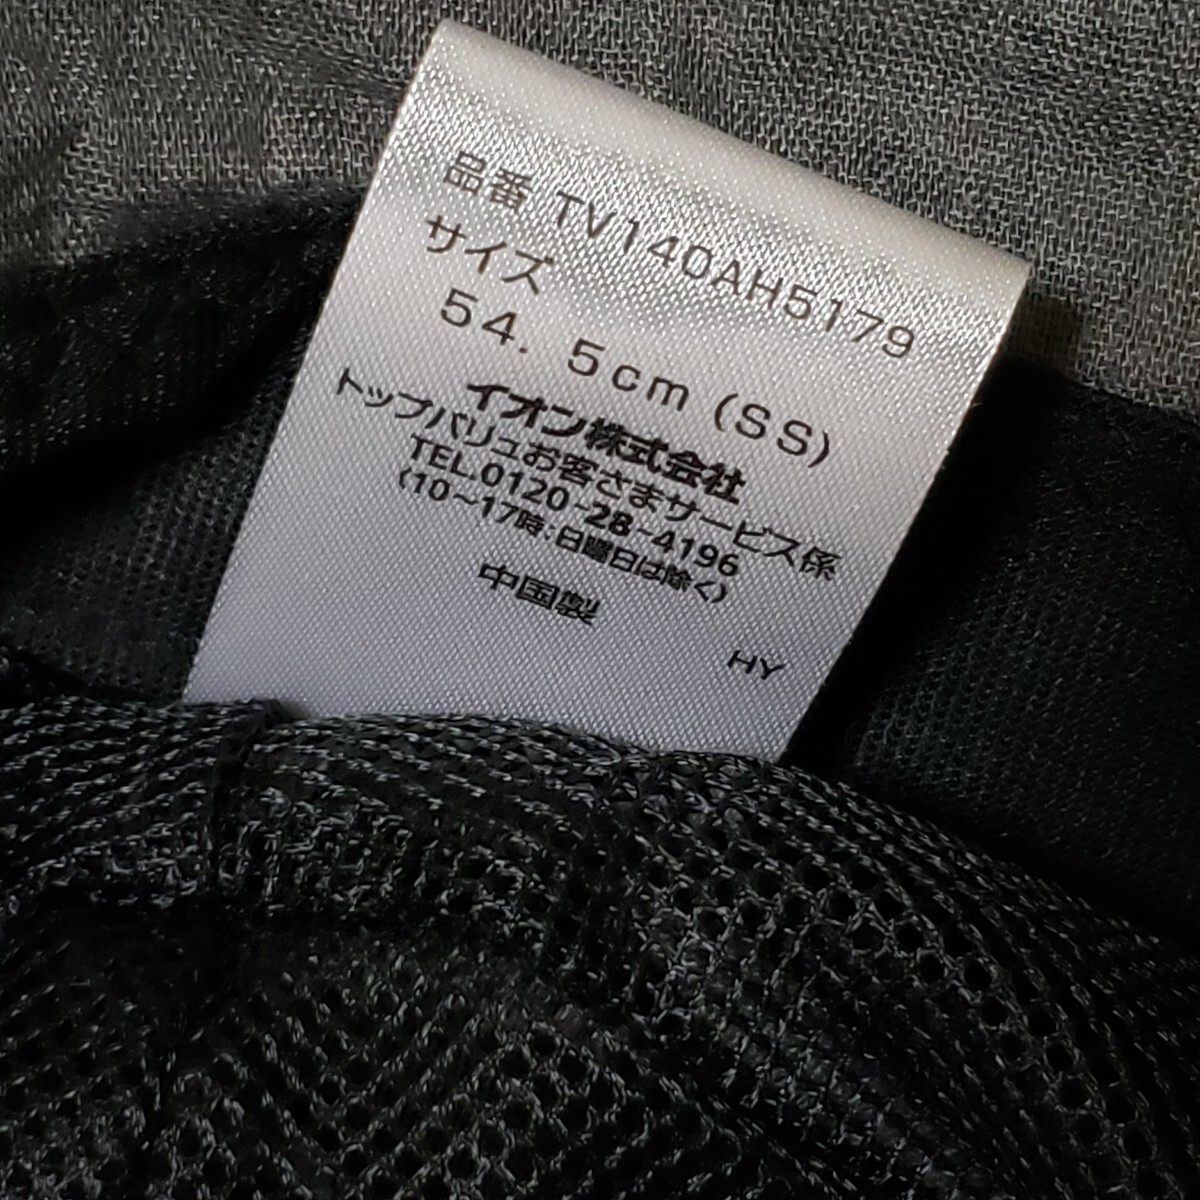 品番 TV140AH5179
サイズ
54. 5cm (SS)
イオン株式会社
トップバリュお客さまサービス係
TEL.0120-28-4196
(10〜17時:日曜日は除く)
中国製
HY